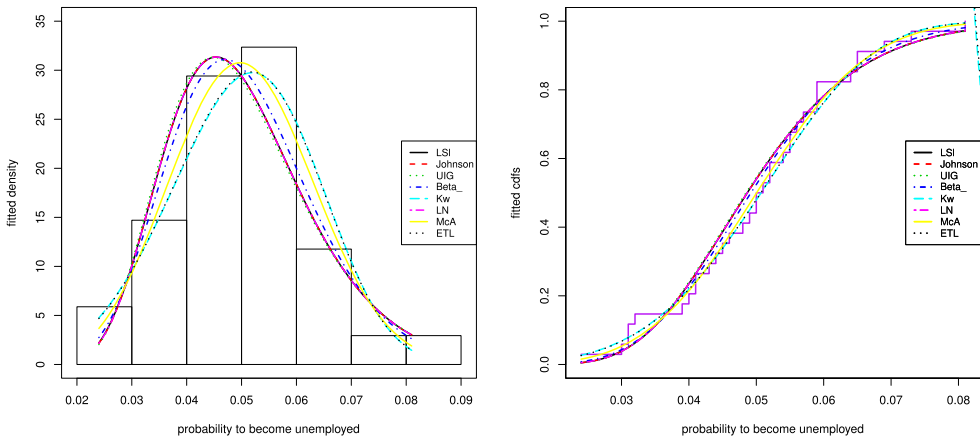 fitted density
35
30
25
20
15
10
5
0
LSI
Johnson
UIG
Beta_
Kw
LN
McA
ETL
0.02 0.03 0.04 0.05 0.06 0.07 0.08 0.09
probability to become unemployed
fitted cdfs
1.0
0.8
0.6
0.4
0.2
0.0
LSI
Johnson
UIG
Beta_
Kw
LN
McA
ETL
0.03 0.04 0.05 0.06 0.07 0.08
probability to become unemployed